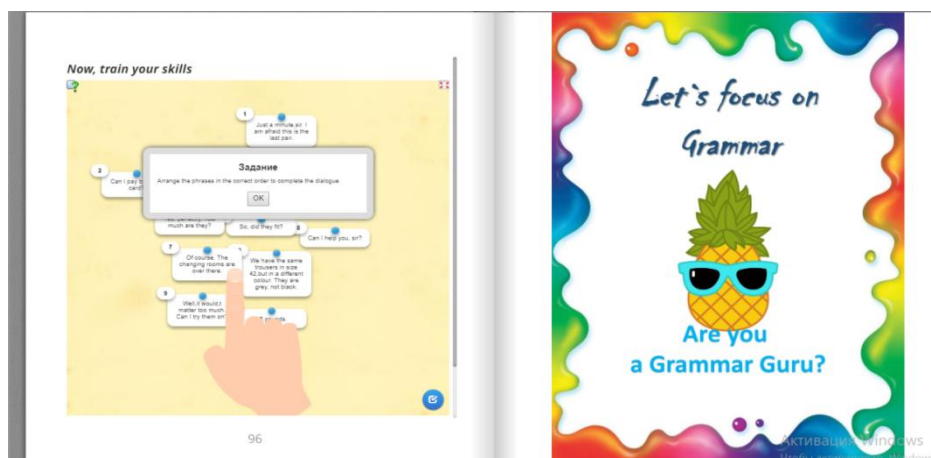 Now, train your skills
1
Just a minute,sir. I
am afraid this is the
last pair.
3
Can I pay
card
Задание
Arrange the phrases in the correct order to complete the dialogue
OK
much are they?
So, did they fit?
8
Can I help you, sir?
7
Of course. The
changing rooms are
over there.
We have the same
trousers in size
42,but in a different
colour. They are
grey, not black.
9
Well,it would,t
matter too much
Can I try them on?
96
Let`s focus on
Grammar
Are you
a Grammar Guru?
Активация Windows